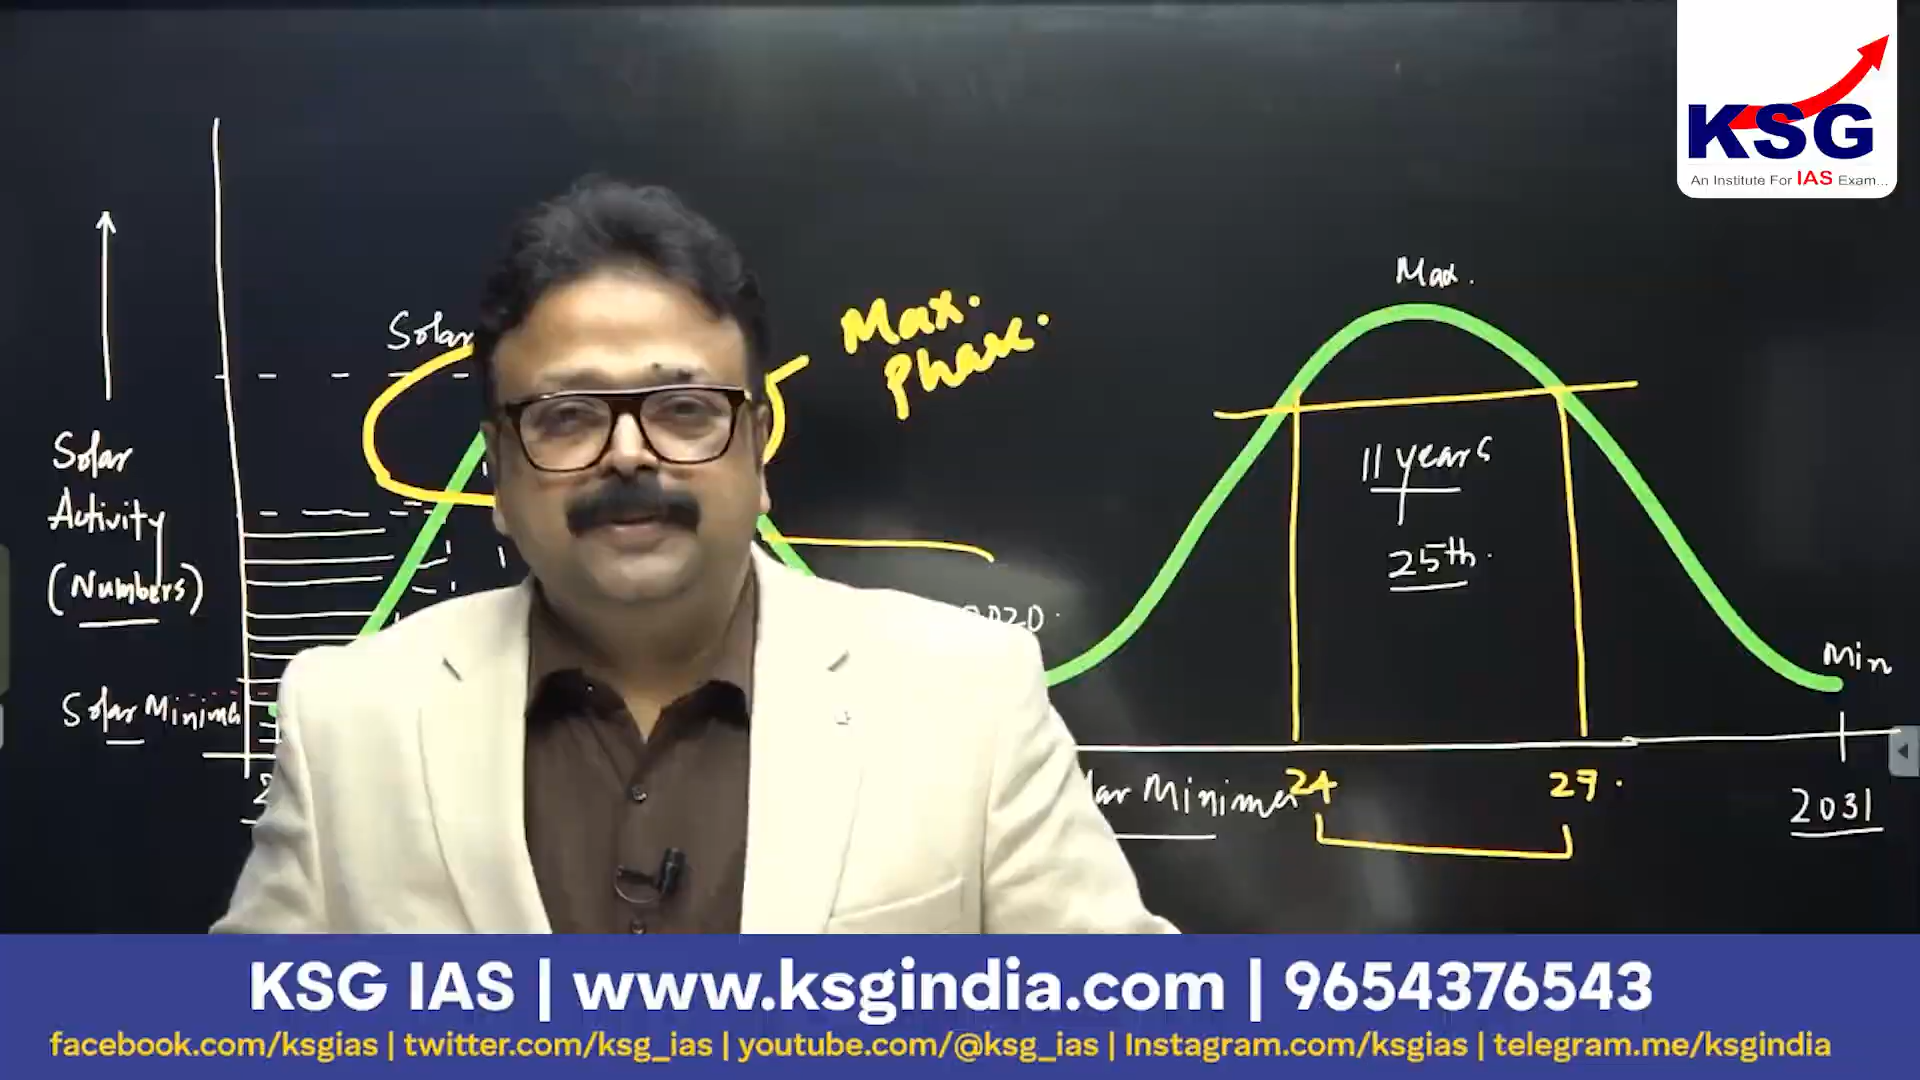 KSG
An Institute For IAS Exam...
Max.
Solar
Max.
Phase.
Solar
Activity
(Numbers)
11 years
25th.
2020.
Min
Solar Minima
Minima
24
27.
2031
KSG IAS | www.ksgindia.com | 9654376543
facebook.com/ksgias | twitter.com/ksg_ias | youtube.com/@ksg_ias | Instagram.com/ksgias | telegram.me/ksgindia